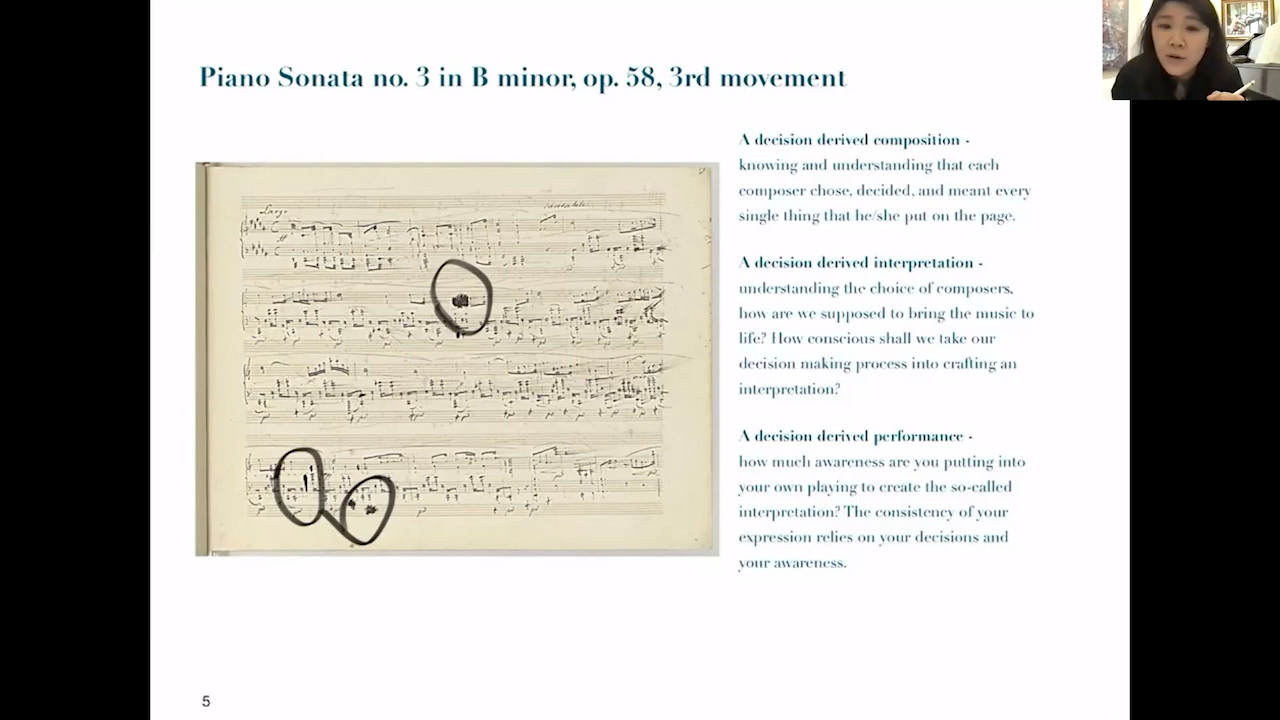 Piano Sonata no. 3 in B minor, op. 58, 3rd movement
Largo
A decision derived composition -
knowing and understanding that each
composer chose, decided, and meant every
single thing that he/she put on the page.
A decision derived interpretation -
understanding the choice of composers,
how are we supposed to bring the music to
life? How conscious shall we take our
decision making process into crafting an
interpretation?
A decision derived performance -
how much awareness are you putting into
your own playing to create the so-called
interpretation? The consistency of your
expression relies on your decisions and
your awareness.
5